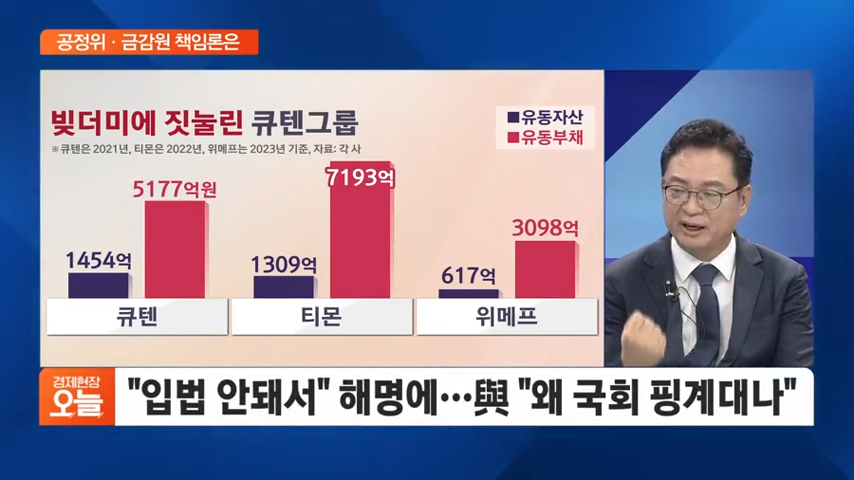 공정위·금감원 책임론은
빚더미에 짓눌린 큐텐그룹
※큐텐은 2021년, 티몬은 2022년, 위메프는 2023년 기준, 자료: 각 사
■유동자산
■유동부채
5177억원
7193억
3098억
1454억
1309억
617억
큐텐
티몬
위메프
경제현장
오늘
"입법 안돼서" 해명에…與 "왜 국회 핑계대나"